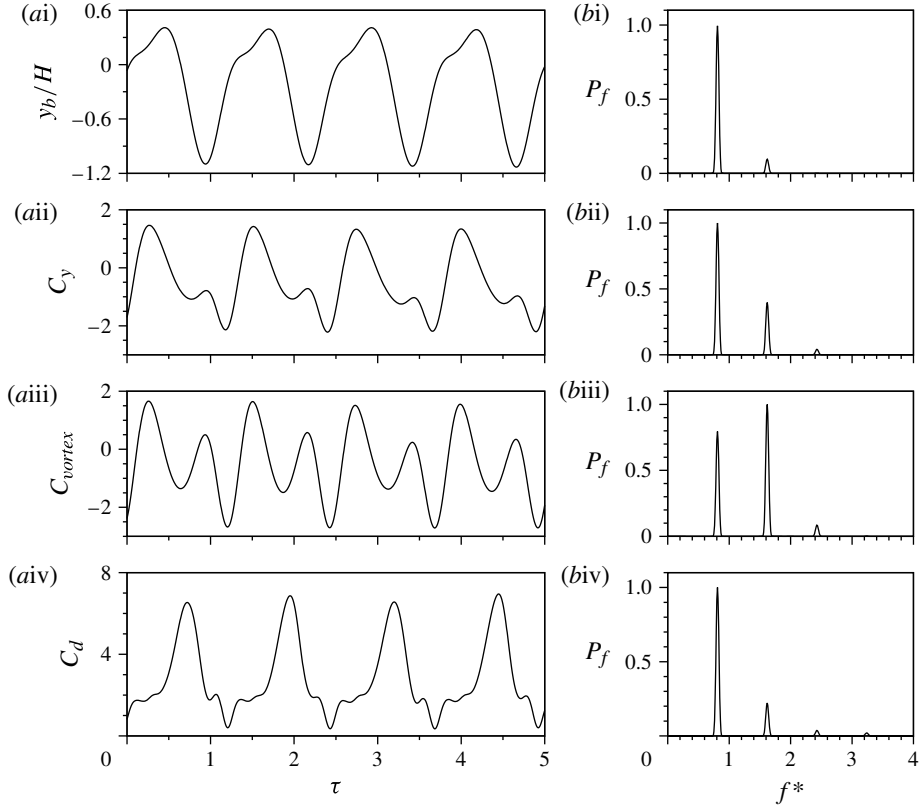 (ai)
0.6
0
−0.6
−1.2
y_b/H
(bi)
1.0
0.5
0
P_f
(aii)
2
0
−2
C_y
(bii)
1.0
0.5
0
P_f
(aiii)
2
0
−2
C_vortex
(biii)
1.0
0.5
0
P_f
(aiv)
8
4
0
C_d
0 1 2 3 4 5
τ
(biv)
1.0
0.5
P_f
0 1 2 3 4
f*